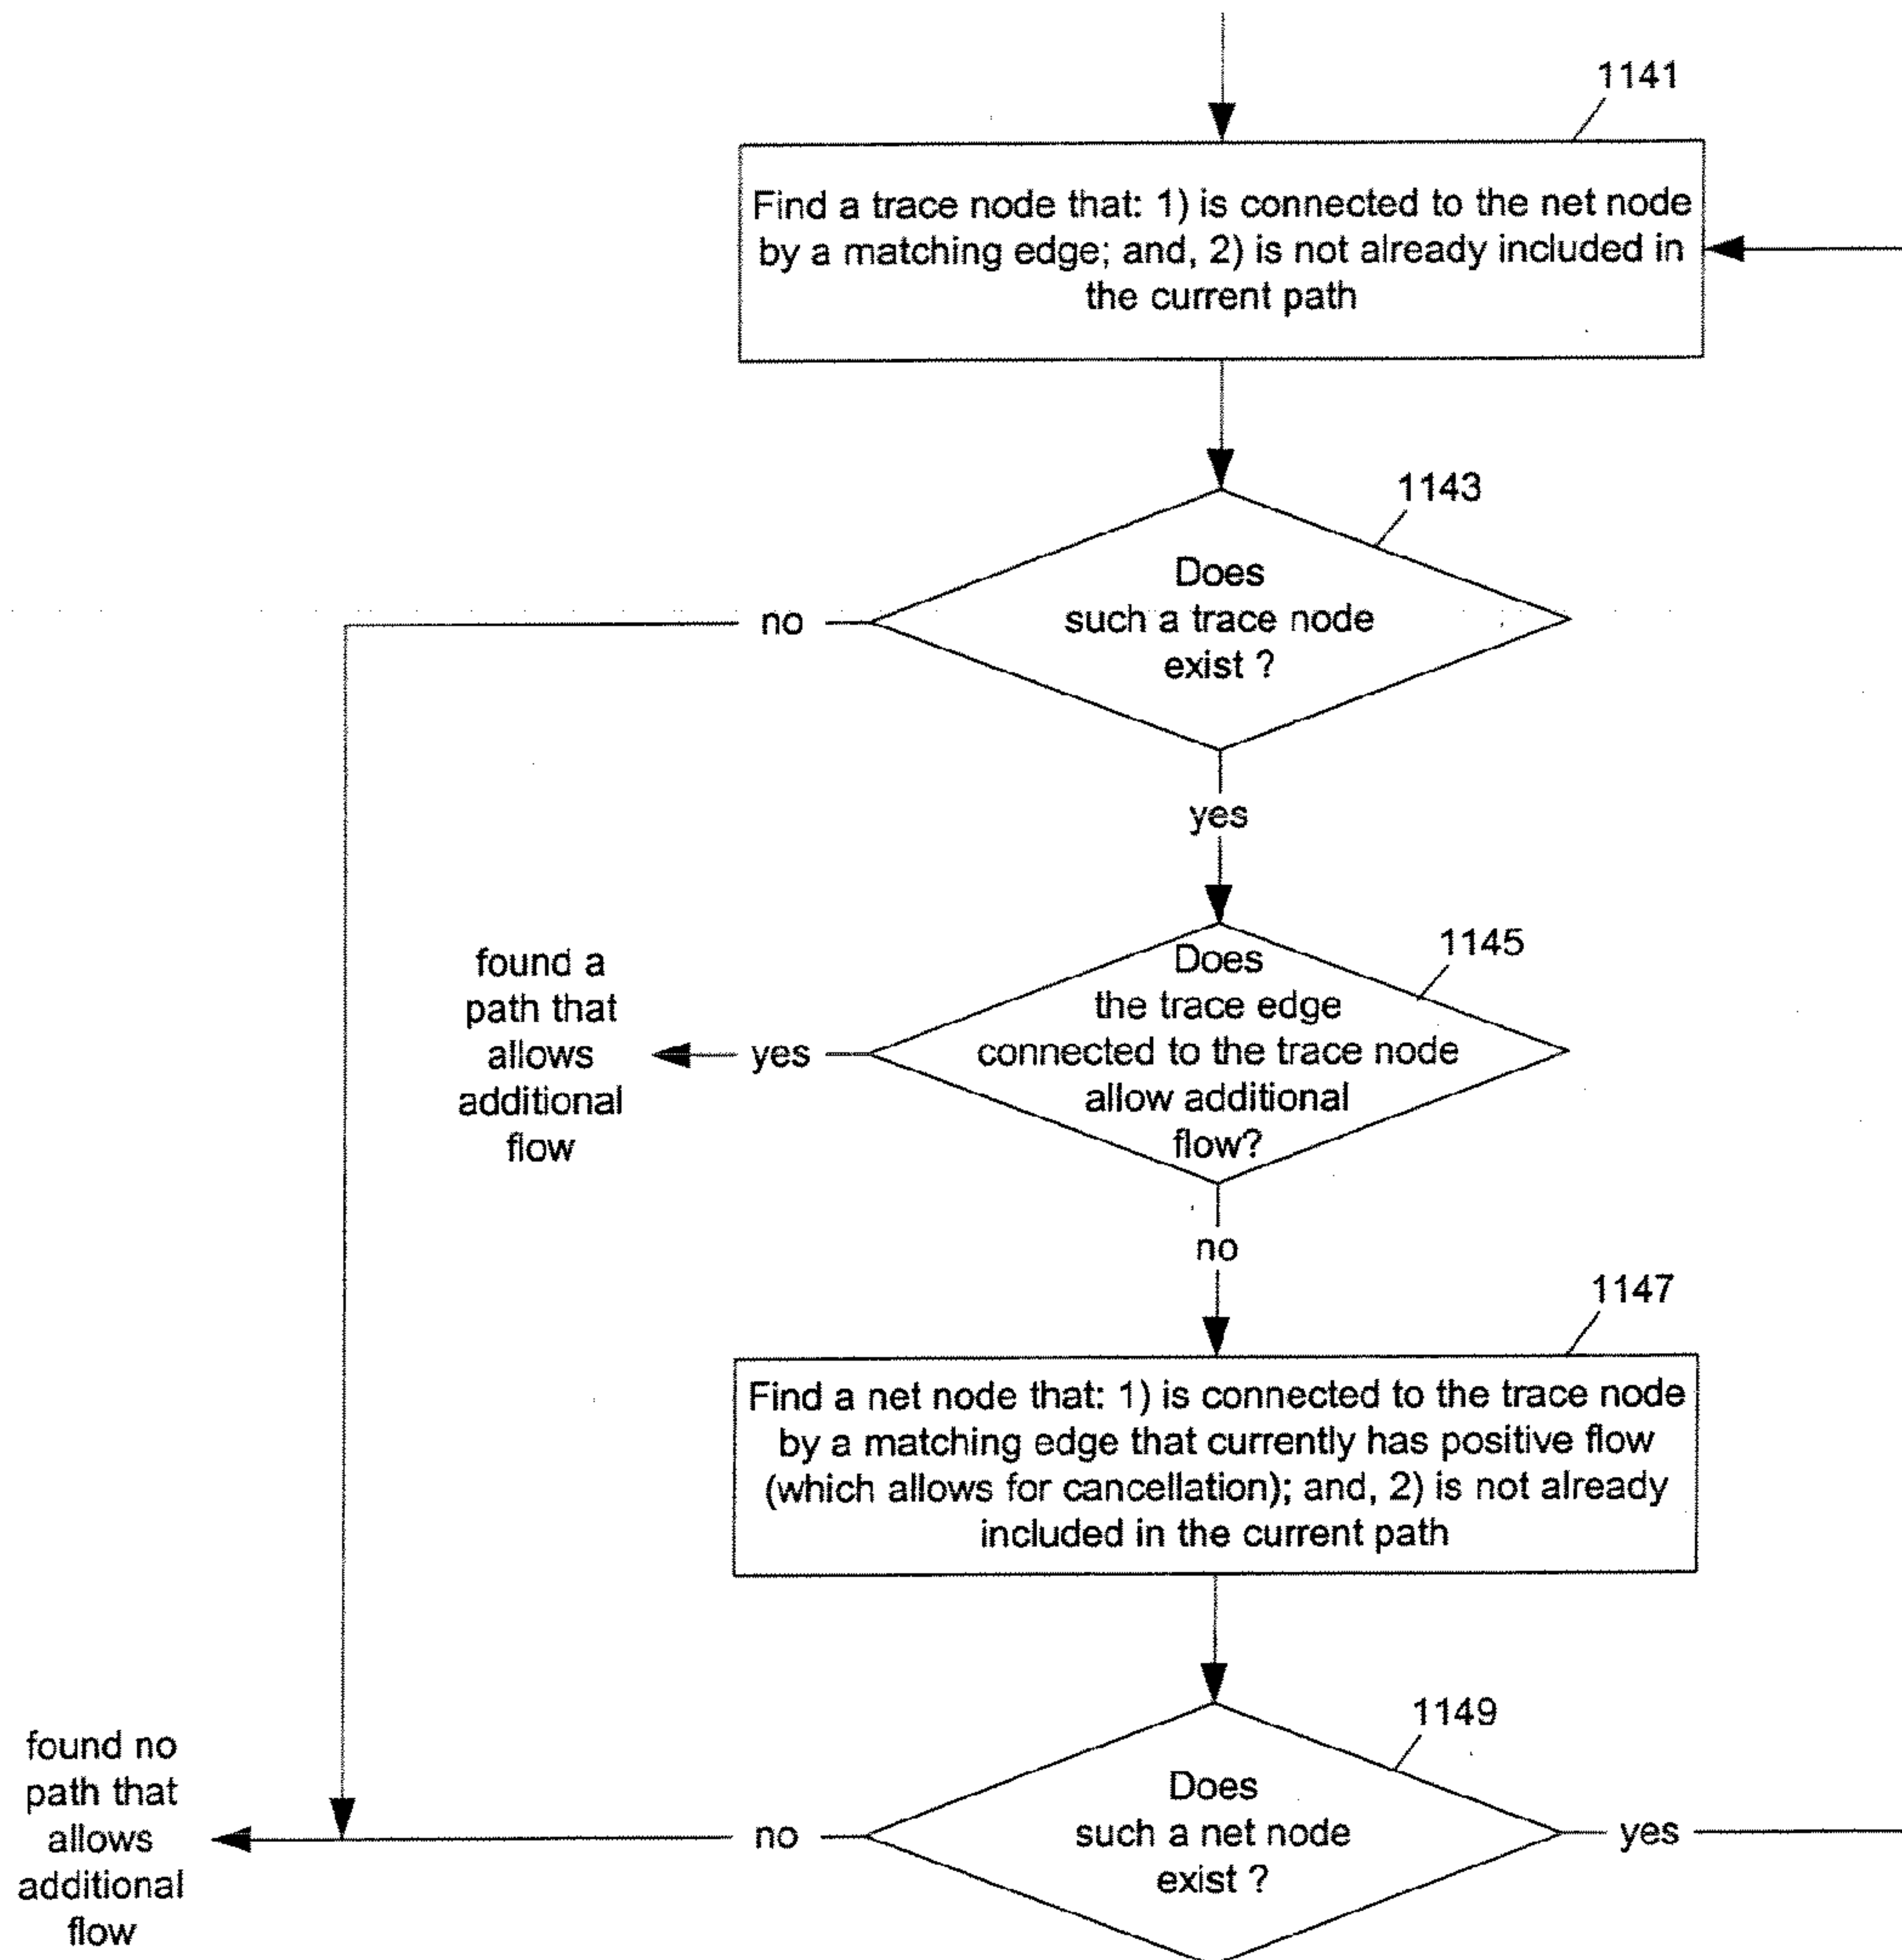 1141
Find a trace node that: 1) is connected to the net node
by a matching edge; and, 2) is not already included in
the current path
1143
Does
such a trace node
exist ?
no
yes
1145
Does
the trace edge
connected to the trace node
allow additional
flow?
yes
found a
path that
allows
additional
flow
no
1147
Find a net node that: 1) is connected to the trace node
by a matching edge that currently has positive flow
(which allows for cancellation); and, 2) is not already
included in the current path
1149
Does
such a net node
exist ?
no
yes
found no
path that
allows
additional
flow